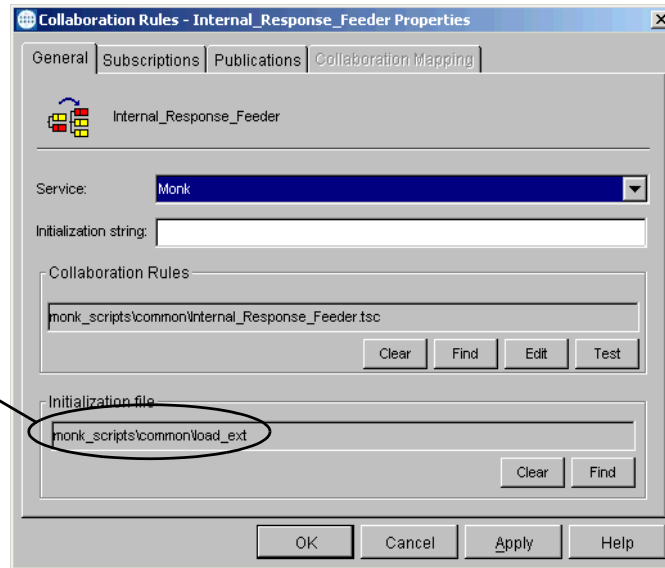 Collaboration Rules - Internal_Response_Feeder Properties
General Subscriptions Publications Collaboration Mapping
Internal_Response_Feeder
Service: Monk
Initialization string:
Collaboration Rules
monk_scripts\common\Internal_Response_Feeder.tsc
Clear Find Edit Test
Initialization file
monk_scripts\common\load_ext
Clear Find
OK Cancel Apply Help